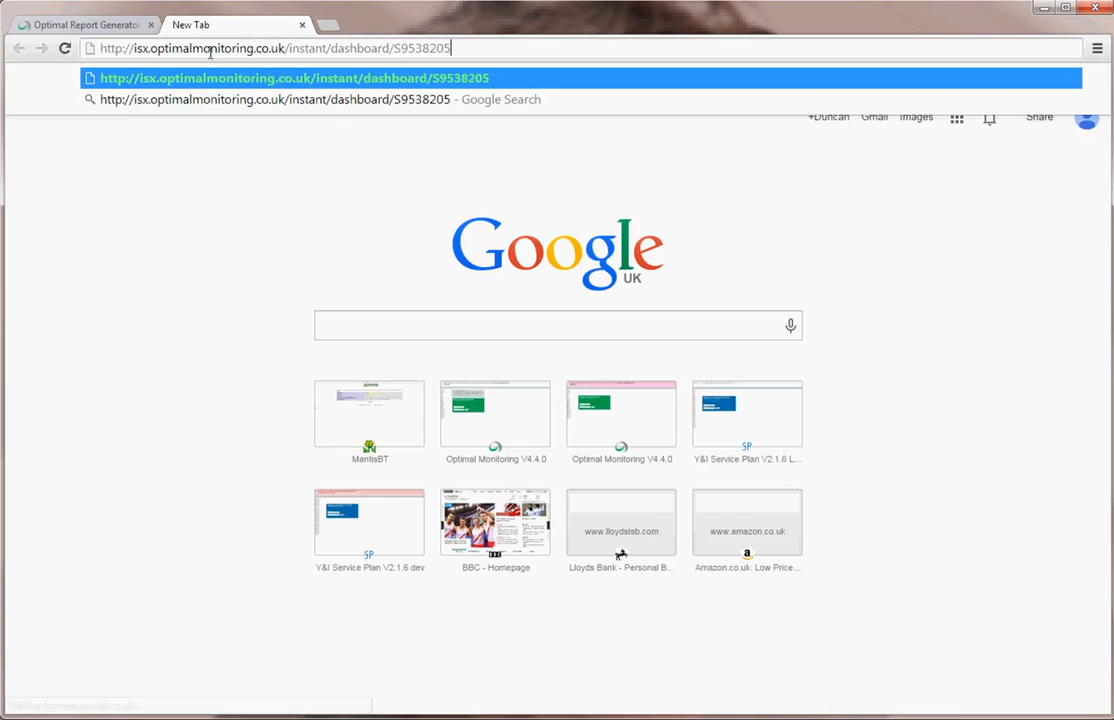 Optimal Report Generator
New Tab
http://isx.optimalmonitoring.co.uk/instant/dashboard/S9538205
http://isx.optimalmonitoring.co.uk/instant/dashboard/S9538205
http://isx.optimalmonitoring.co.uk/instant/dashboard/S9538205 - Google Search
+Duncan Gmail Images Share
Google
UK
MantisBT
Optimal Monitoring V4.4.0
Optimal Monitoring V4.4.0
SP
Y&I Service Plan V2.1.6 L...
SP
Y&I Service Plan V2.1.6 dev
BBC
BBC - Homepage
www.lloydstsb.com
Lloyds Bank - Personal B...
www.amazon.co.uk
a
Amazon.co.uk: Low Price...